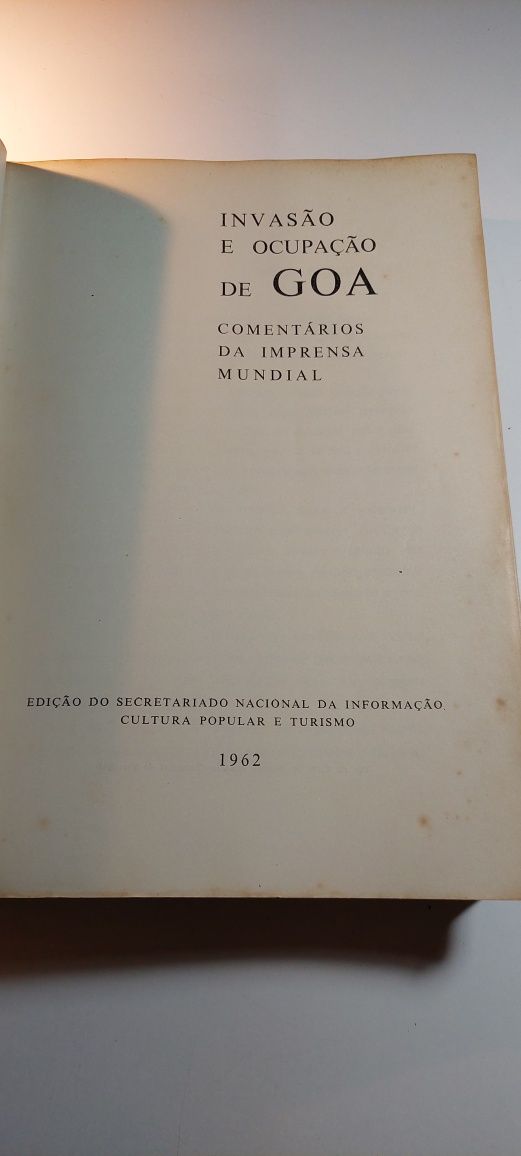 INVASÃO
E OCUPAÇÃO
DE GOA
COMENTÁRIOS
DA IMPRENSA
MUNDIAL
EDIÇÃO DO SECRETARIADO NACIONAL DA INFORMAÇÃO,
CULTURA POPULAR E TURISMO
1962